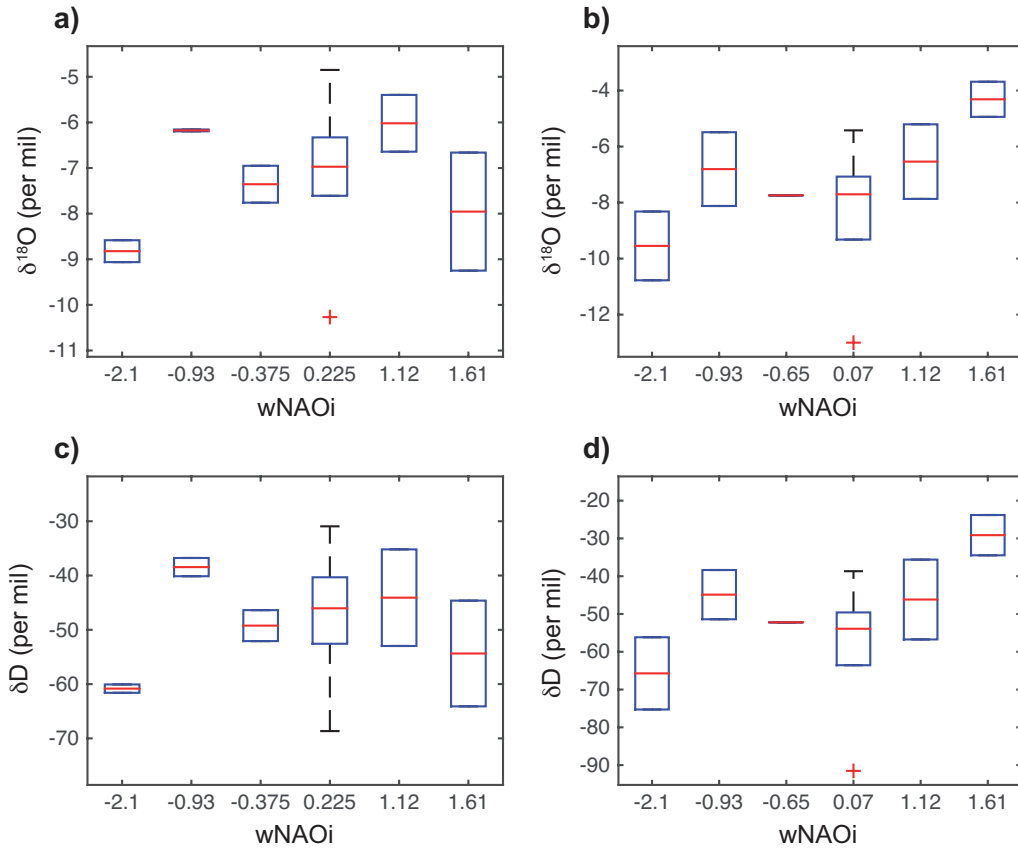 a)
-5
-6
-7
-8
-9
-10
-11
δ¹⁸O (per mil)
-2.1 -0.93 -0.375 0.225 1.12 1.61
wNAOi
b)
-4
-6
-8
-10
-12
δ¹⁸O (per mil)
-2.1 -0.93 -0.65 0.07 1.12 1.61
wNAOi
c)
-30
-40
-50
-60
-70
δD (per mil)
-2.1 -0.93 -0.375 0.225 1.12 1.61
wNAOi
d)
-20
-30
-40
-50
-60
-70
-80
-90
δD (per mil)
-2.1 -0.93 -0.65 0.07 1.12 1.61
wNAOi